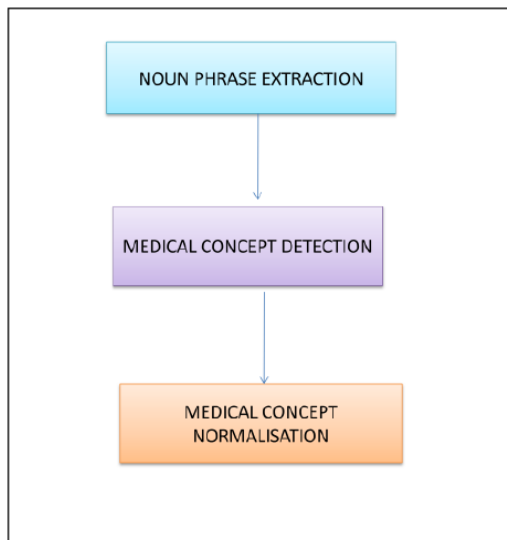 NOUN PHRASE EXTRACTION
MEDICAL CONCEPT DETECTION
MEDICAL CONCEPT
NORMALISATION